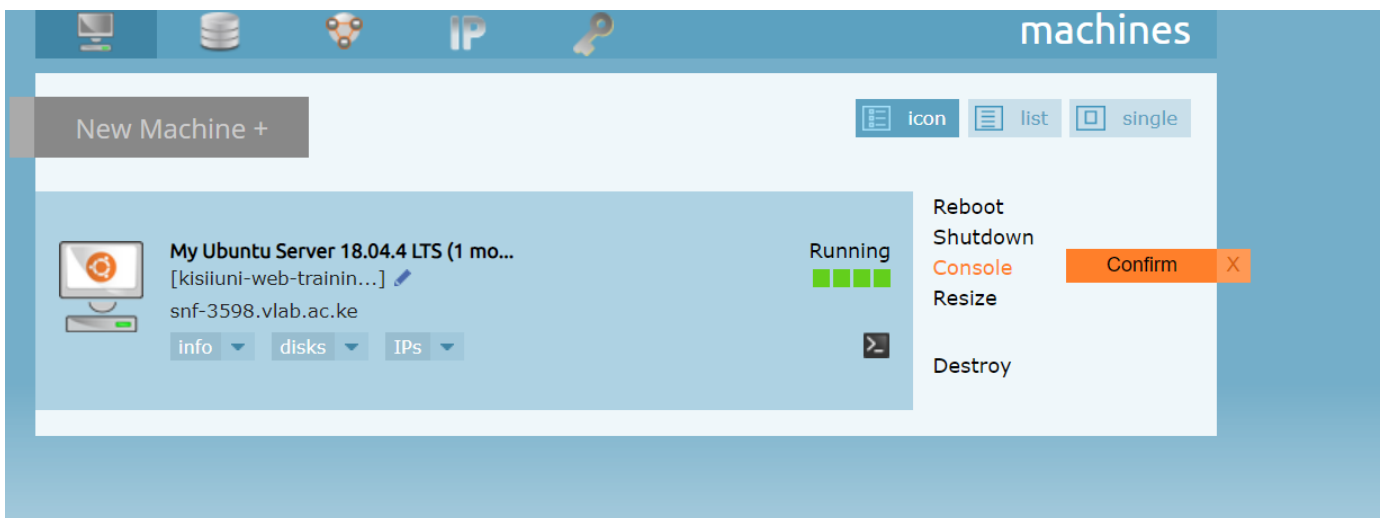 IP
machines
New Machine +
icon list single
My Ubuntu Server 18.04.4 LTS (1 mo...
Running
[kisiiuni-web-trainin...]
snf-3598.vlab.ac.ke
info disks IPs
Reboot
Shutdown
Console Confirm X
Resize
Destroy